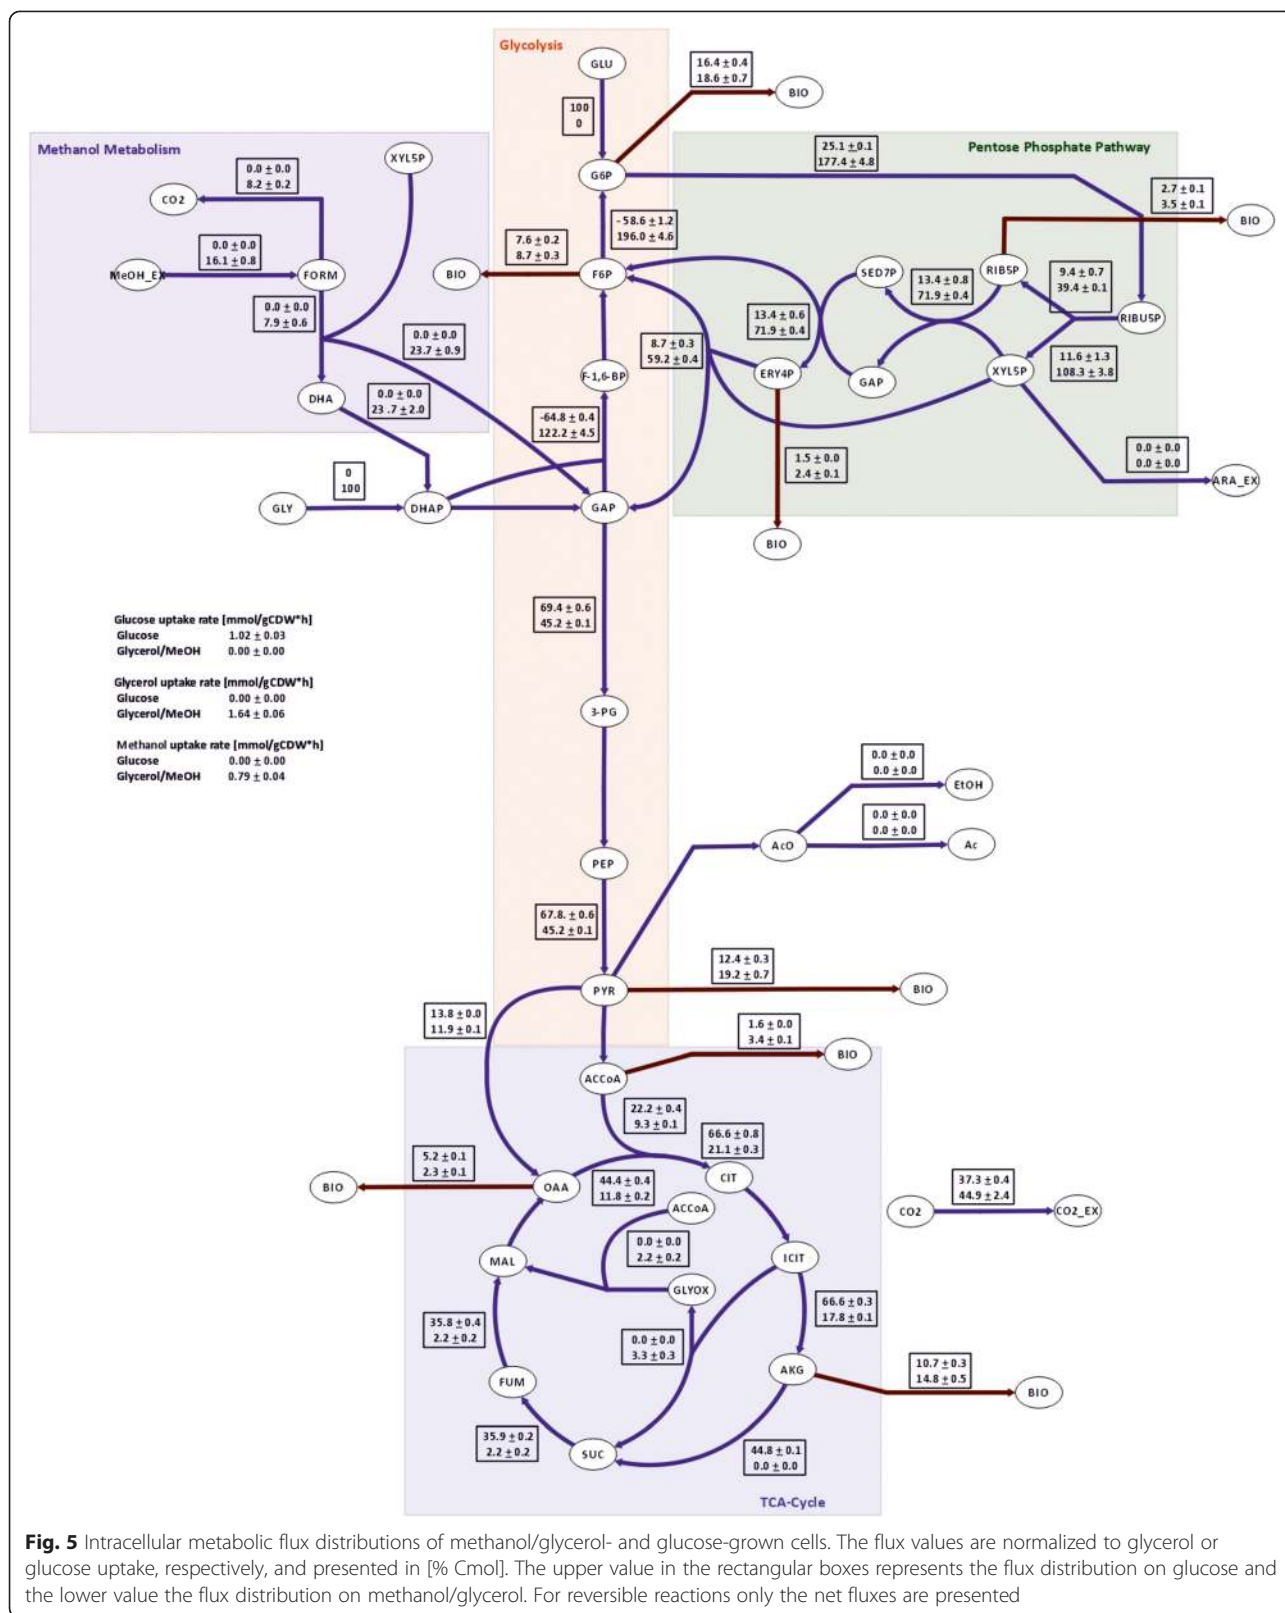 Glycolysis
GLU
16.4 ± 0.4
18.6 ± 0.7
BIO
100
0
Methanol Metabolism
XYL5P
Pentose Phosphate Pathway
25.1 ± 0.1
177.4 ± 4.8
G6P
0.0 ± 0.0
8.2 ± 0.2
CO2
2.7 ± 0.1
3.5 ± 0.1
BIO
- 58.6 ± 1.2
196.0 ± 4.6
7.6 ± 0.2
8.7 ± 0.3
0.0 ± 0.0
16.1 ± 0.8
MeOH_EX
FORM
BIO
F6P
SED7P
13.4 ± 0.8
71.9 ± 0.4
RIB5P
9.4 ± 0.7
39.4 ± 0.1
RIBU5P
0.0 ± 0.0
7.9 ± 0.6
0.0 ± 0.0
23.7 ± 0.9
13.4 ± 0.6
71.9 ± 0.4
8.7 ± 0.3
59.2 ± 0.4
F-1,6-BP
ERY4P
GAP
XYL5P
11.6 ± 1.3
108.3 ± 3.8
DHA
0.0 ± 0.0
23 .7 ± 2.0
-64.8 ± 0.4
122.2 ± 4.5
1.5 ± 0.0
2.4 ± 0.1
0.0 ± 0.0
0.0 ± 0.0
ARA_EX
0
100
GLY
DHAP
GAP
BIO
Glucose uptake rate [mmol/gCDW*h]
Glucose 1.02 ± 0.03
Glycerol/MeOH 0.00 ± 0.00
69.4 ± 0.6
45.2 ± 0.1
Glycerol uptake rate [mmol/gCDW*h]
Glucose 0.00 ± 0.00
Glycerol/MeOH 1.64 ± 0.06
3-PG
Methanol uptake rate [mmol/gCDW*h]
Glucose 0.00 ± 0.00
Glycerol/MeOH 0.79 ± 0.04
0.0 ± 0.0
0.0 ± 0.0
EtOH
0.0 ± 0.0
0.0 ± 0.0
AcO
Ac
PEP
67.8. ± 0.6
45.2 ± 0.1
12.4 ± 0.3
19.2 ± 0.7
PYR
BIO
13.8 ± 0.0
11.9 ± 0.1
1.6 ± 0.0
3.4 ± 0.1
BIO
ACCoA
22.2 ± 0.4
9.3 ± 0.1
66.6 ± 0.8
21.1 ± 0.3
5.2 ± 0.1
2.3 ± 0.1
BIO
OAA
44.4 ± 0.4
11.8 ± 0.2
CIT
37.3 ± 0.4
44.9 ± 2.4
CO2
CO2_EX
ACCoA
0.0 ± 0.0
2.2 ± 0.2
MAL
ICIT
GLYOX
66.6 ± 0.3
17.8 ± 0.1
35.8 ± 0.4
2.2 ± 0.2
0.0 ± 0.0
3.3 ± 0.3
FUM
AKG
10.7 ± 0.3
14.8 ± 0.5
BIO
35.9 ± 0.2
2.2 ± 0.2
SUC
44.8 ± 0.1
0.0 ± 0.0
TCA-Cycle
Fig. 5 Intracellular metabolic flux distributions of methanol/glycerol- and glucose-grown cells. The flux values are normalized to glycerol or
glucose uptake, respectively, and presented in [% Cmol]. The upper value in the rectangular boxes represents the flux distribution on glucose and
the lower value the flux distribution on methanol/glycerol. For reversible reactions only the net fluxes are presented